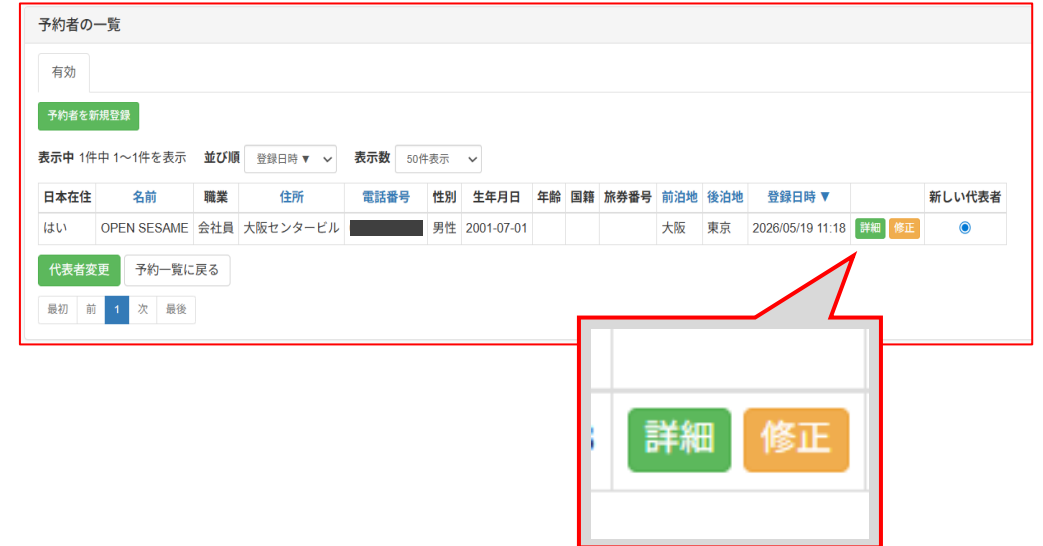 予約者の一覧
有効
予約者を新規登録
表示中 1件中 1〜1件を表示 並び順 登録日時 ▼ 表示数 50件表示
日本在住 名前 職業 住所 電話番号 性別 生年月日 年齢 国籍 旅券番号 前泊地 後泊地 登録日時 ▼ 新しい代表者
はい OPEN SESAME 会社員 大阪センタービル 男性 2001-07-01 大阪 東京 2026/05/19 11:18 詳細 修正
代表者変更 予約一覧に戻る
最初 前 1 次 最後
詳細 修正